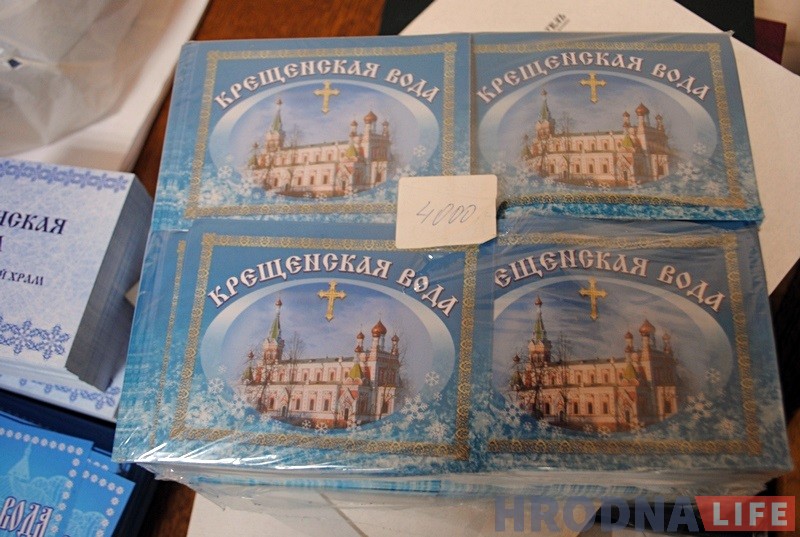 КРЕЩЕНСКАЯ ВОДА
КРЕЩЕНСКАЯ ВОДА
4000
КРЕЩЕНСКАЯ ВОДА
ЕЩЕНСКАЯ ВОДА
НСКАЯ
А
Й ХРАМ
ВОДА
HRODNA LIFE